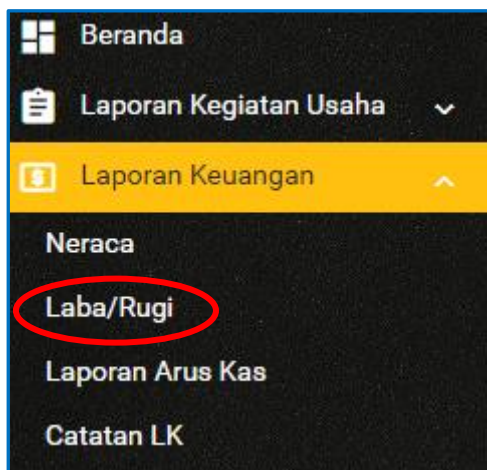 Beranda
Laporan Kegiatan Usaha
Laporan Keuangan
Neraca
Laba/Rugi
Laporan Arus Kas
Catatan LK